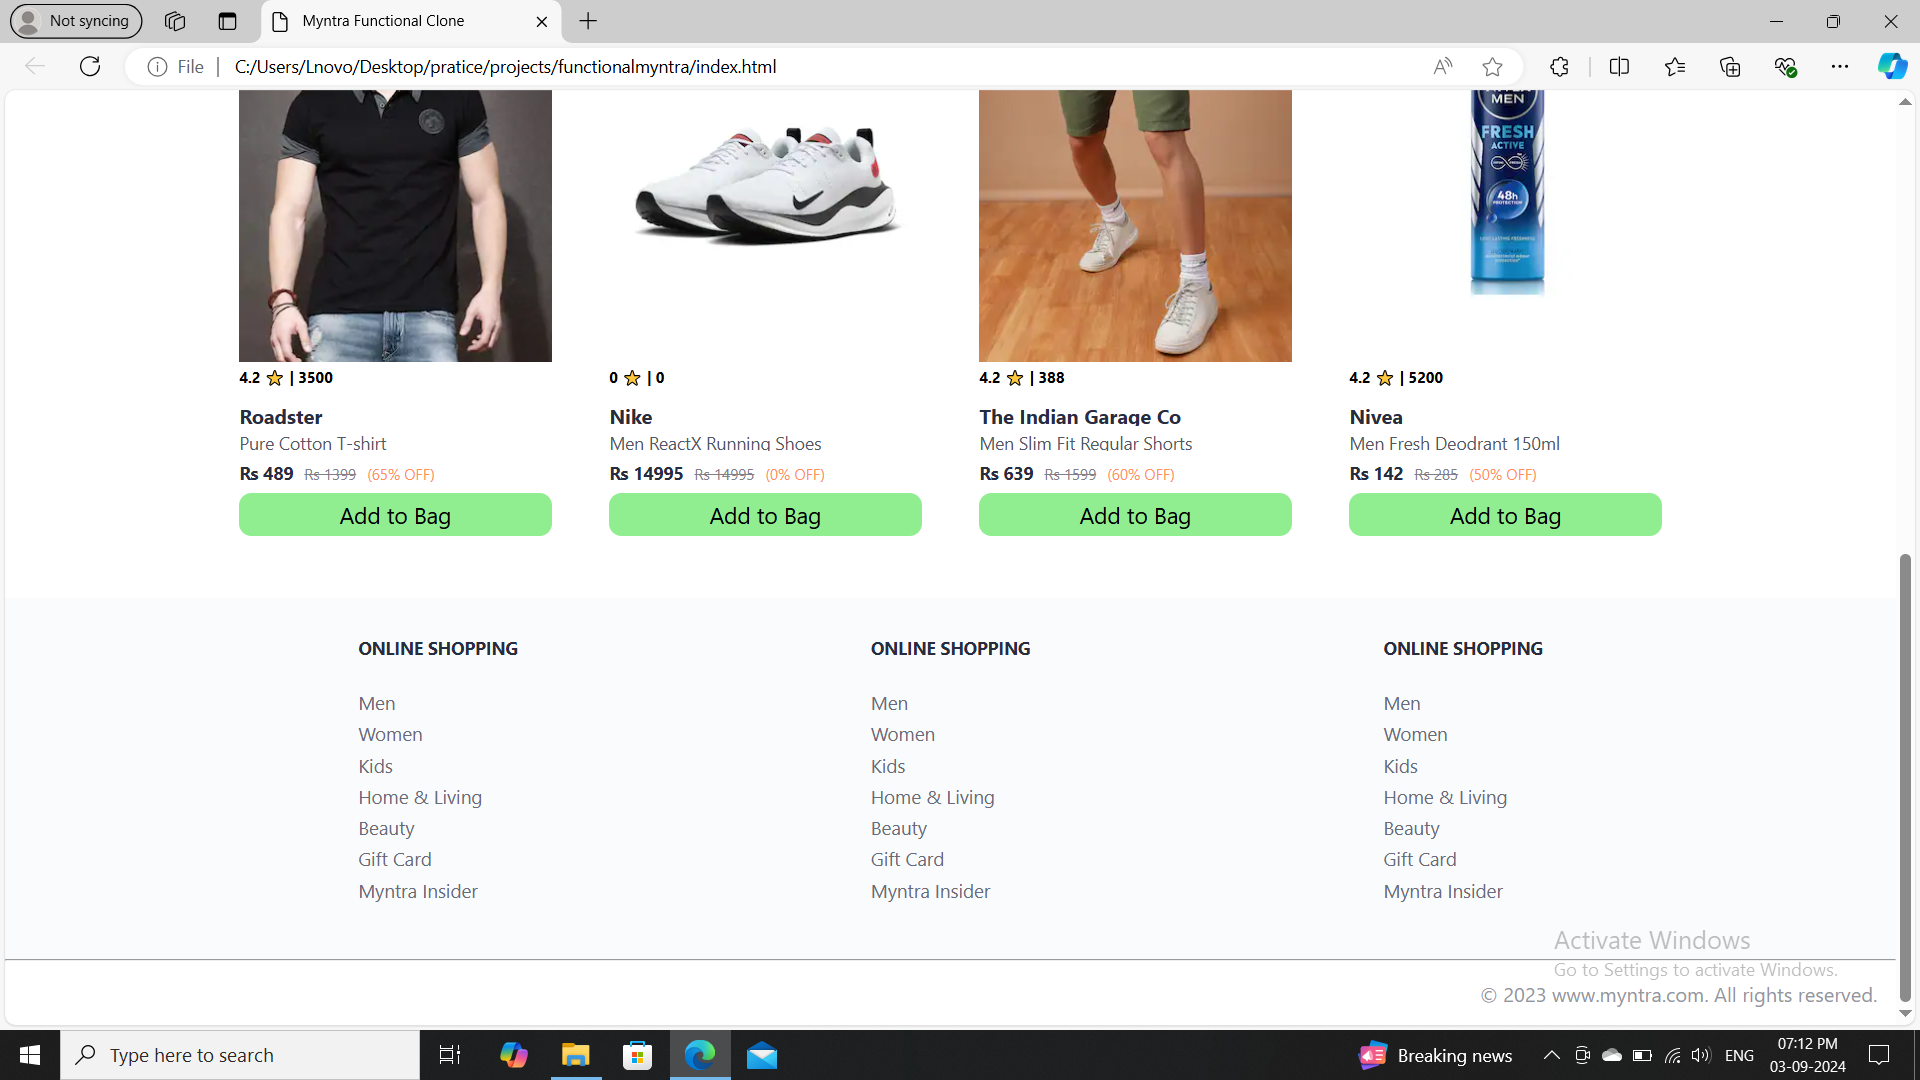 Not syncing
Myntra Functional Clone
File
C:/Users/Lnovo/Desktop/pratice/projects/functionalmyntra/index.html
MEN
FRESH
ACTIVE
48h
PROTECTION
4.2 ⭐ | 3500
0 ⭐ | 0
4.2 ⭐ | 388
4.2 ⭐ | 5200
Roadster
Nike
The Indian Garage Co
Nivea
Pure Cotton T-shirt
Men ReactX Running Shoes
Men Slim Fit Regular Shorts
Men Fresh Deodrant 150ml
Rs 489 Rs 1399 (65% OFF)
Rs 14995 Rs 14995 (0% OFF)
Rs 639 Rs 1599 (60% OFF)
Rs 142 Rs 285 (50% OFF)
Add to Bag
Add to Bag
Add to Bag
Add to Bag
ONLINE SHOPPING
Men
Women
Kids
Home & Living
Beauty
Gift Card
Myntra Insider
ONLINE SHOPPING
Men
Women
Kids
Home & Living
Beauty
Gift Card
Myntra Insider
ONLINE SHOPPING
Men
Women
Kids
Home & Living
Beauty
Gift Card
Myntra Insider
Activate Windows
Go to Settings to activate Windows.
© 2023 www.myntra.com. All rights reserved.
Type here to search
Breaking news
ENG
07:12 PM
03-09-2024